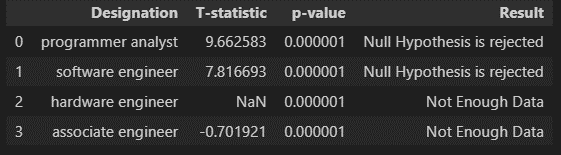 Designation T-statistic p-value Result
0 programmer analyst 9.662583 0.000001 Null Hypothesis is rejected
1 software engineer 7.816693 0.000001 Null Hypothesis is rejected
2 hardware engineer NaN 0.000001 Not Enough Data
3 associate engineer -0.701921 0.000001 Not Enough Data